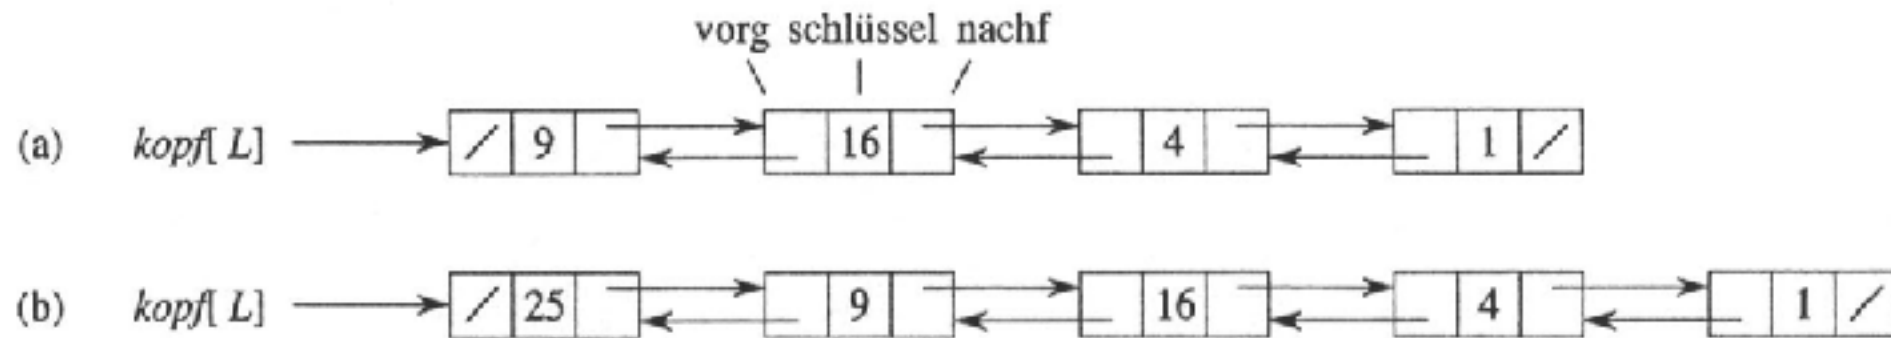 vorg schlüssel nachf
(a) kopf[ L] / 9 16 4 1 /
(b) kopf[ L] / 25 9 16 4 1 /